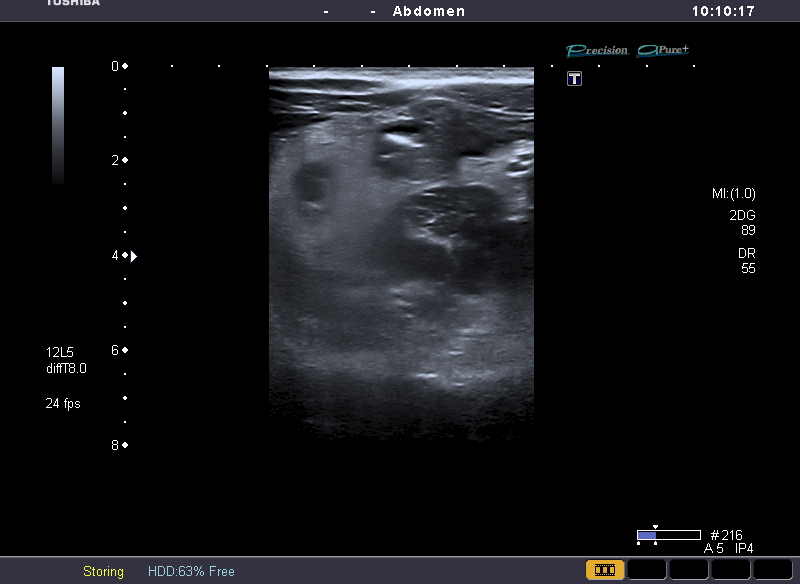 TOSHIBA
- - Abdomen 10:10:17
Precision APure+
T
0
2
4
6
8
MI:(1.0)
2DG
89
DR
55
12L5
diffT8.0
24 fps
#216
A 5 IP4
Storing HDD:63% Free